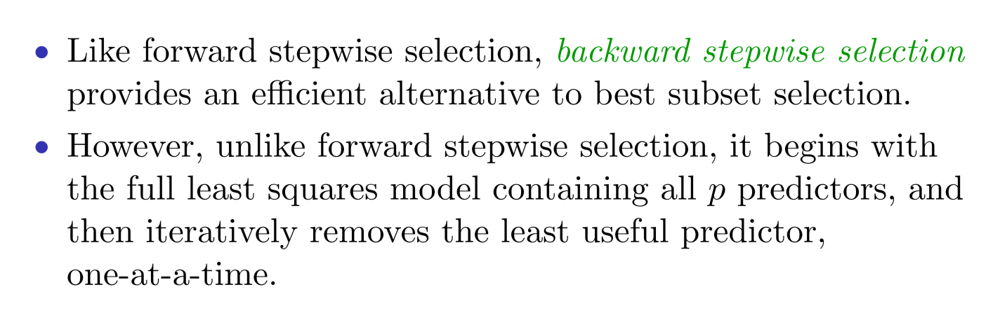 • Like forward stepwise selection, backward stepwise selection
provides an efficient alternative to best subset selection.
• However, unlike forward stepwise selection, it begins with
the full least squares model containing all p predictors, and
then iteratively removes the least useful predictor,
one-at-a-time.